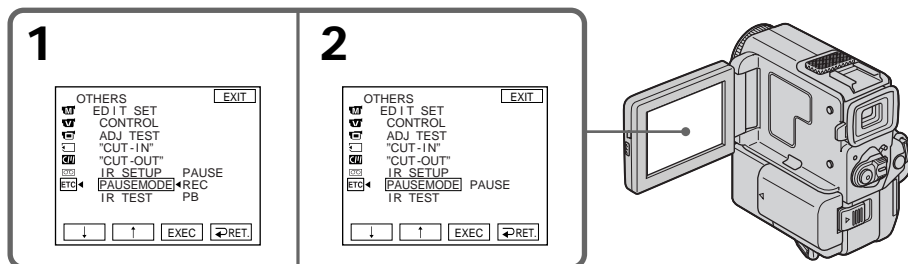 1
OTHERS EXIT
EDIT SET
CONTROL
ADJ TEST
"CUT-IN"
"CUT-OUT"
IR SETUP PAUSE
ETC PAUSEMODE REC
IR TEST PB
↓ ↑ EXEC RET.
2
OTHERS EXIT
EDIT SET
CONTROL
ADJ TEST
"CUT-IN"
"CUT-OUT"
IR SETUP
ETC PAUSEMODE PAUSE
IR TEST
↓ ↑ EXEC RET.